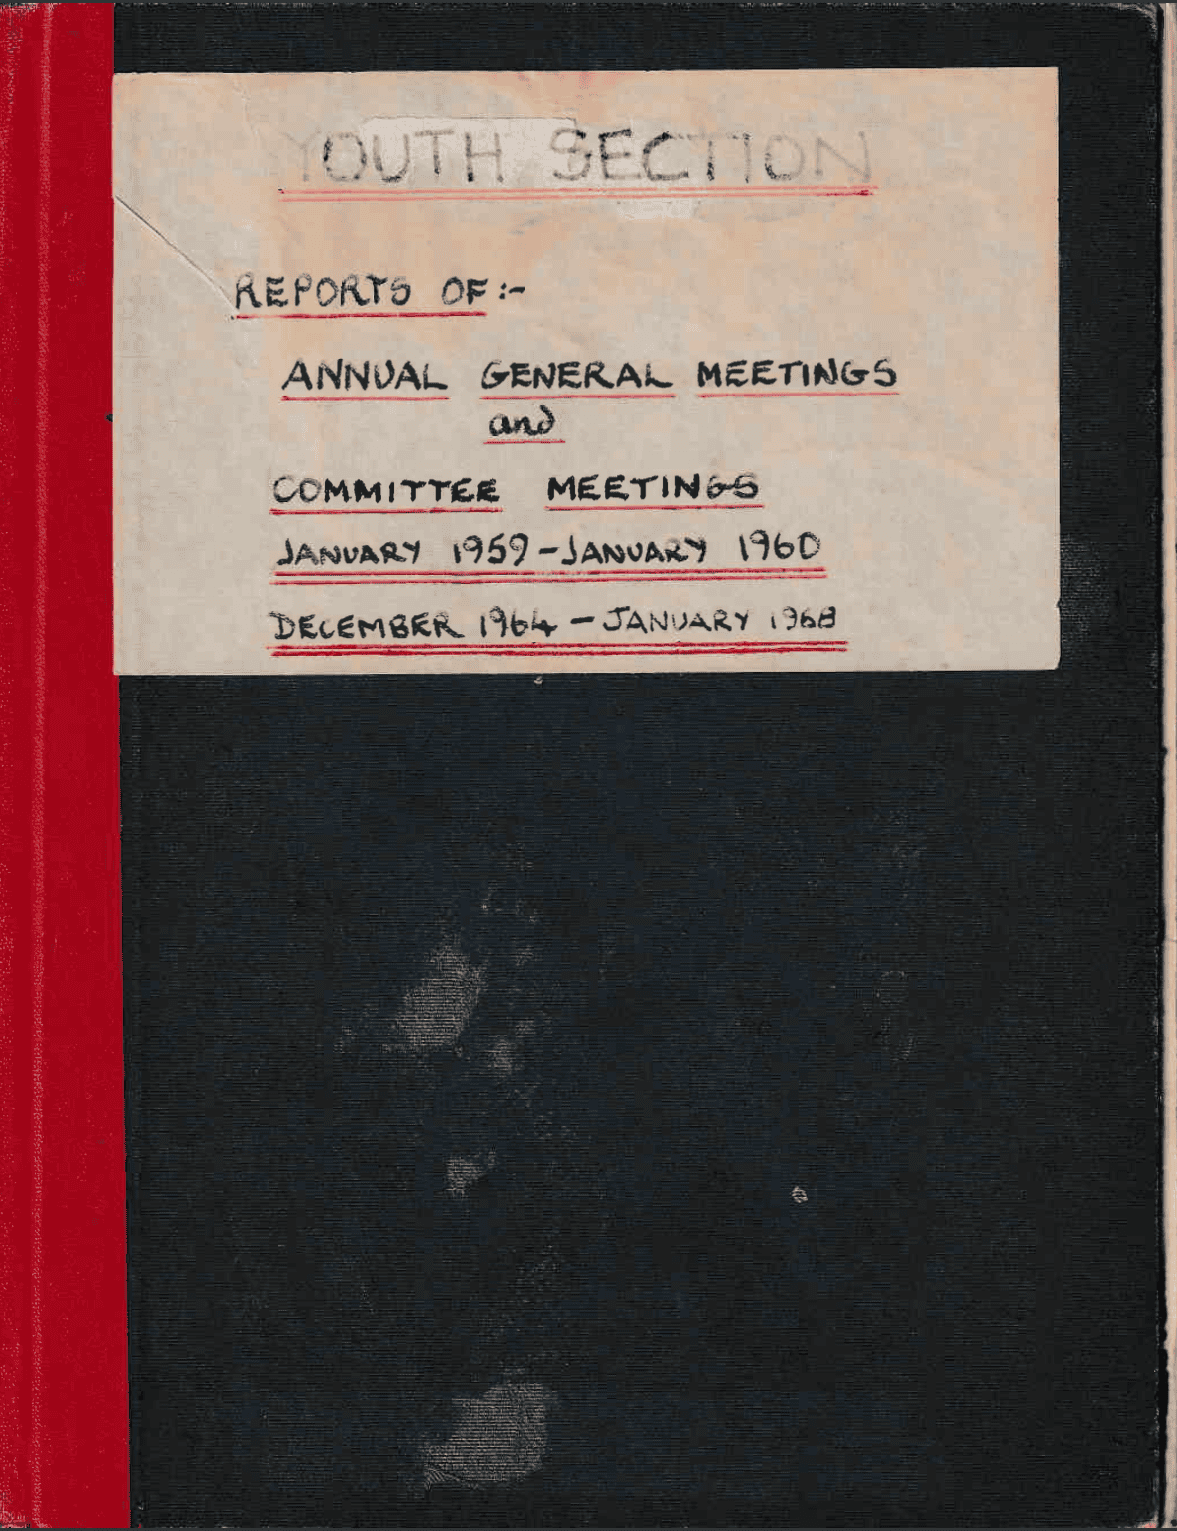 YOUTH SECTION
REPORTS OF:-
ANNUAL GENERAL MEETINGS
and
COMMITTEE MEETINGS
JANUARY 1959-JANUARY 1960
DECEMBER 1964 - JANUARY 1968